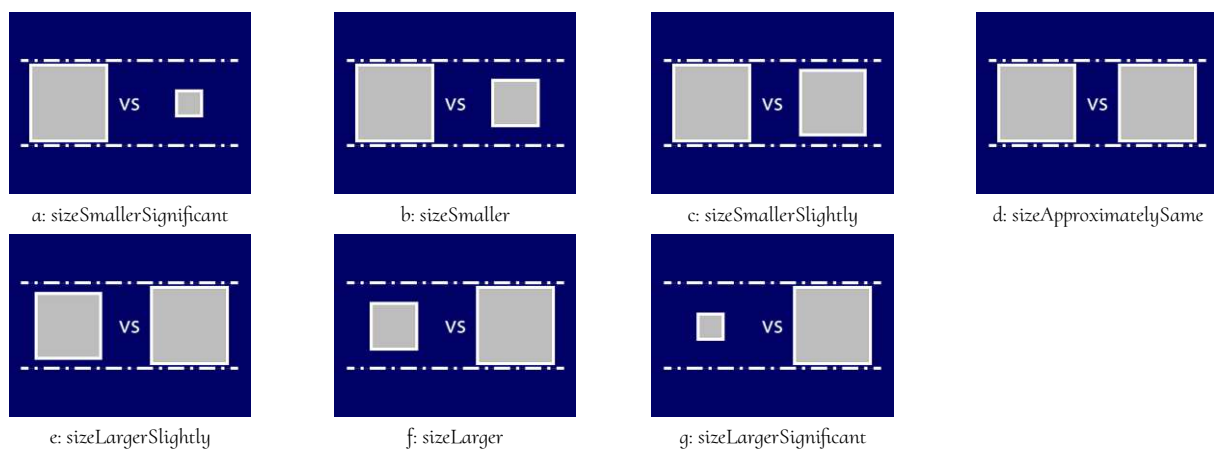 vs vs vs vs
a: sizeSmallerSignificant b: sizeSmaller c: sizeSmallerSlightly d: sizeApproximatelySame
vs vs vs
e: sizeLargerSlightly f: sizeLarger g: sizeLargerSignificant